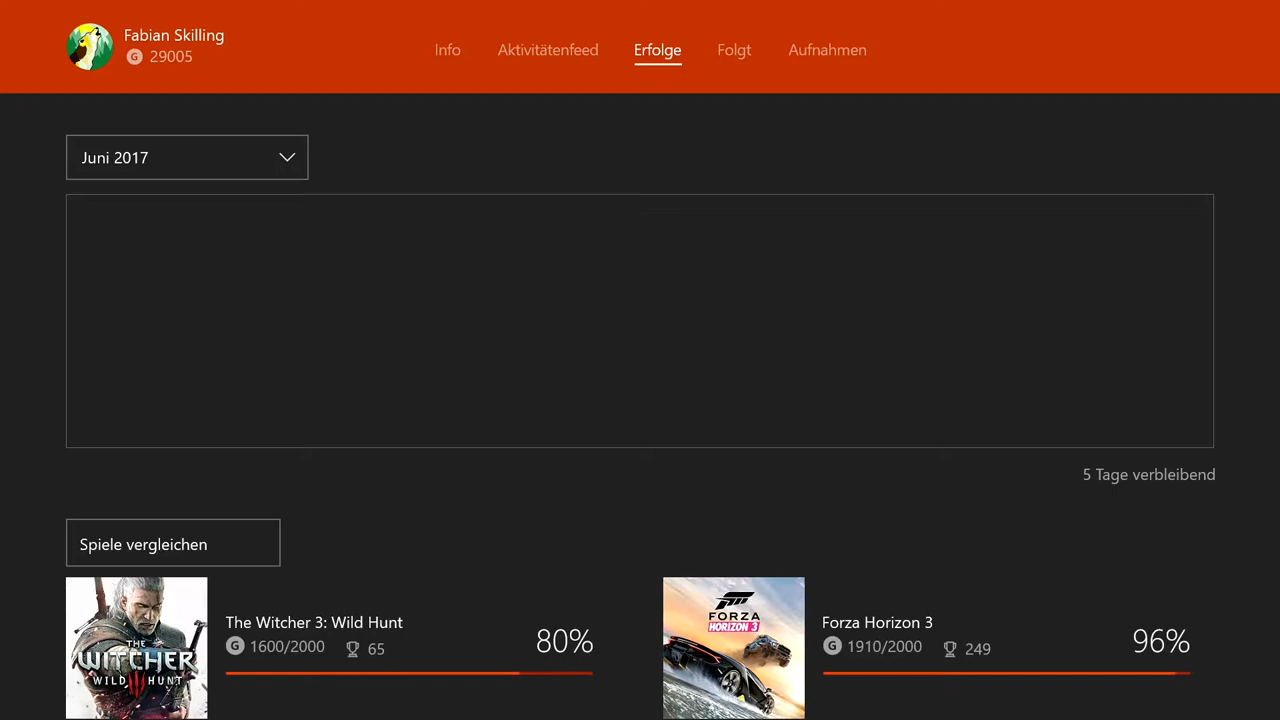 Fabian Skilling
G 29005
Info
Aktivitätenfeed
Erfolge
Folgt
Aufnahmen
Juni 2017
5 Tage verbleibend
Spiele vergleichen
THE
WITCHER
WILD HUNT
The Witcher 3: Wild Hunt
G 1600/2000 65
80%
FORZA
HORIZON 3
Forza Horizon 3
G 1910/2000 249
96%